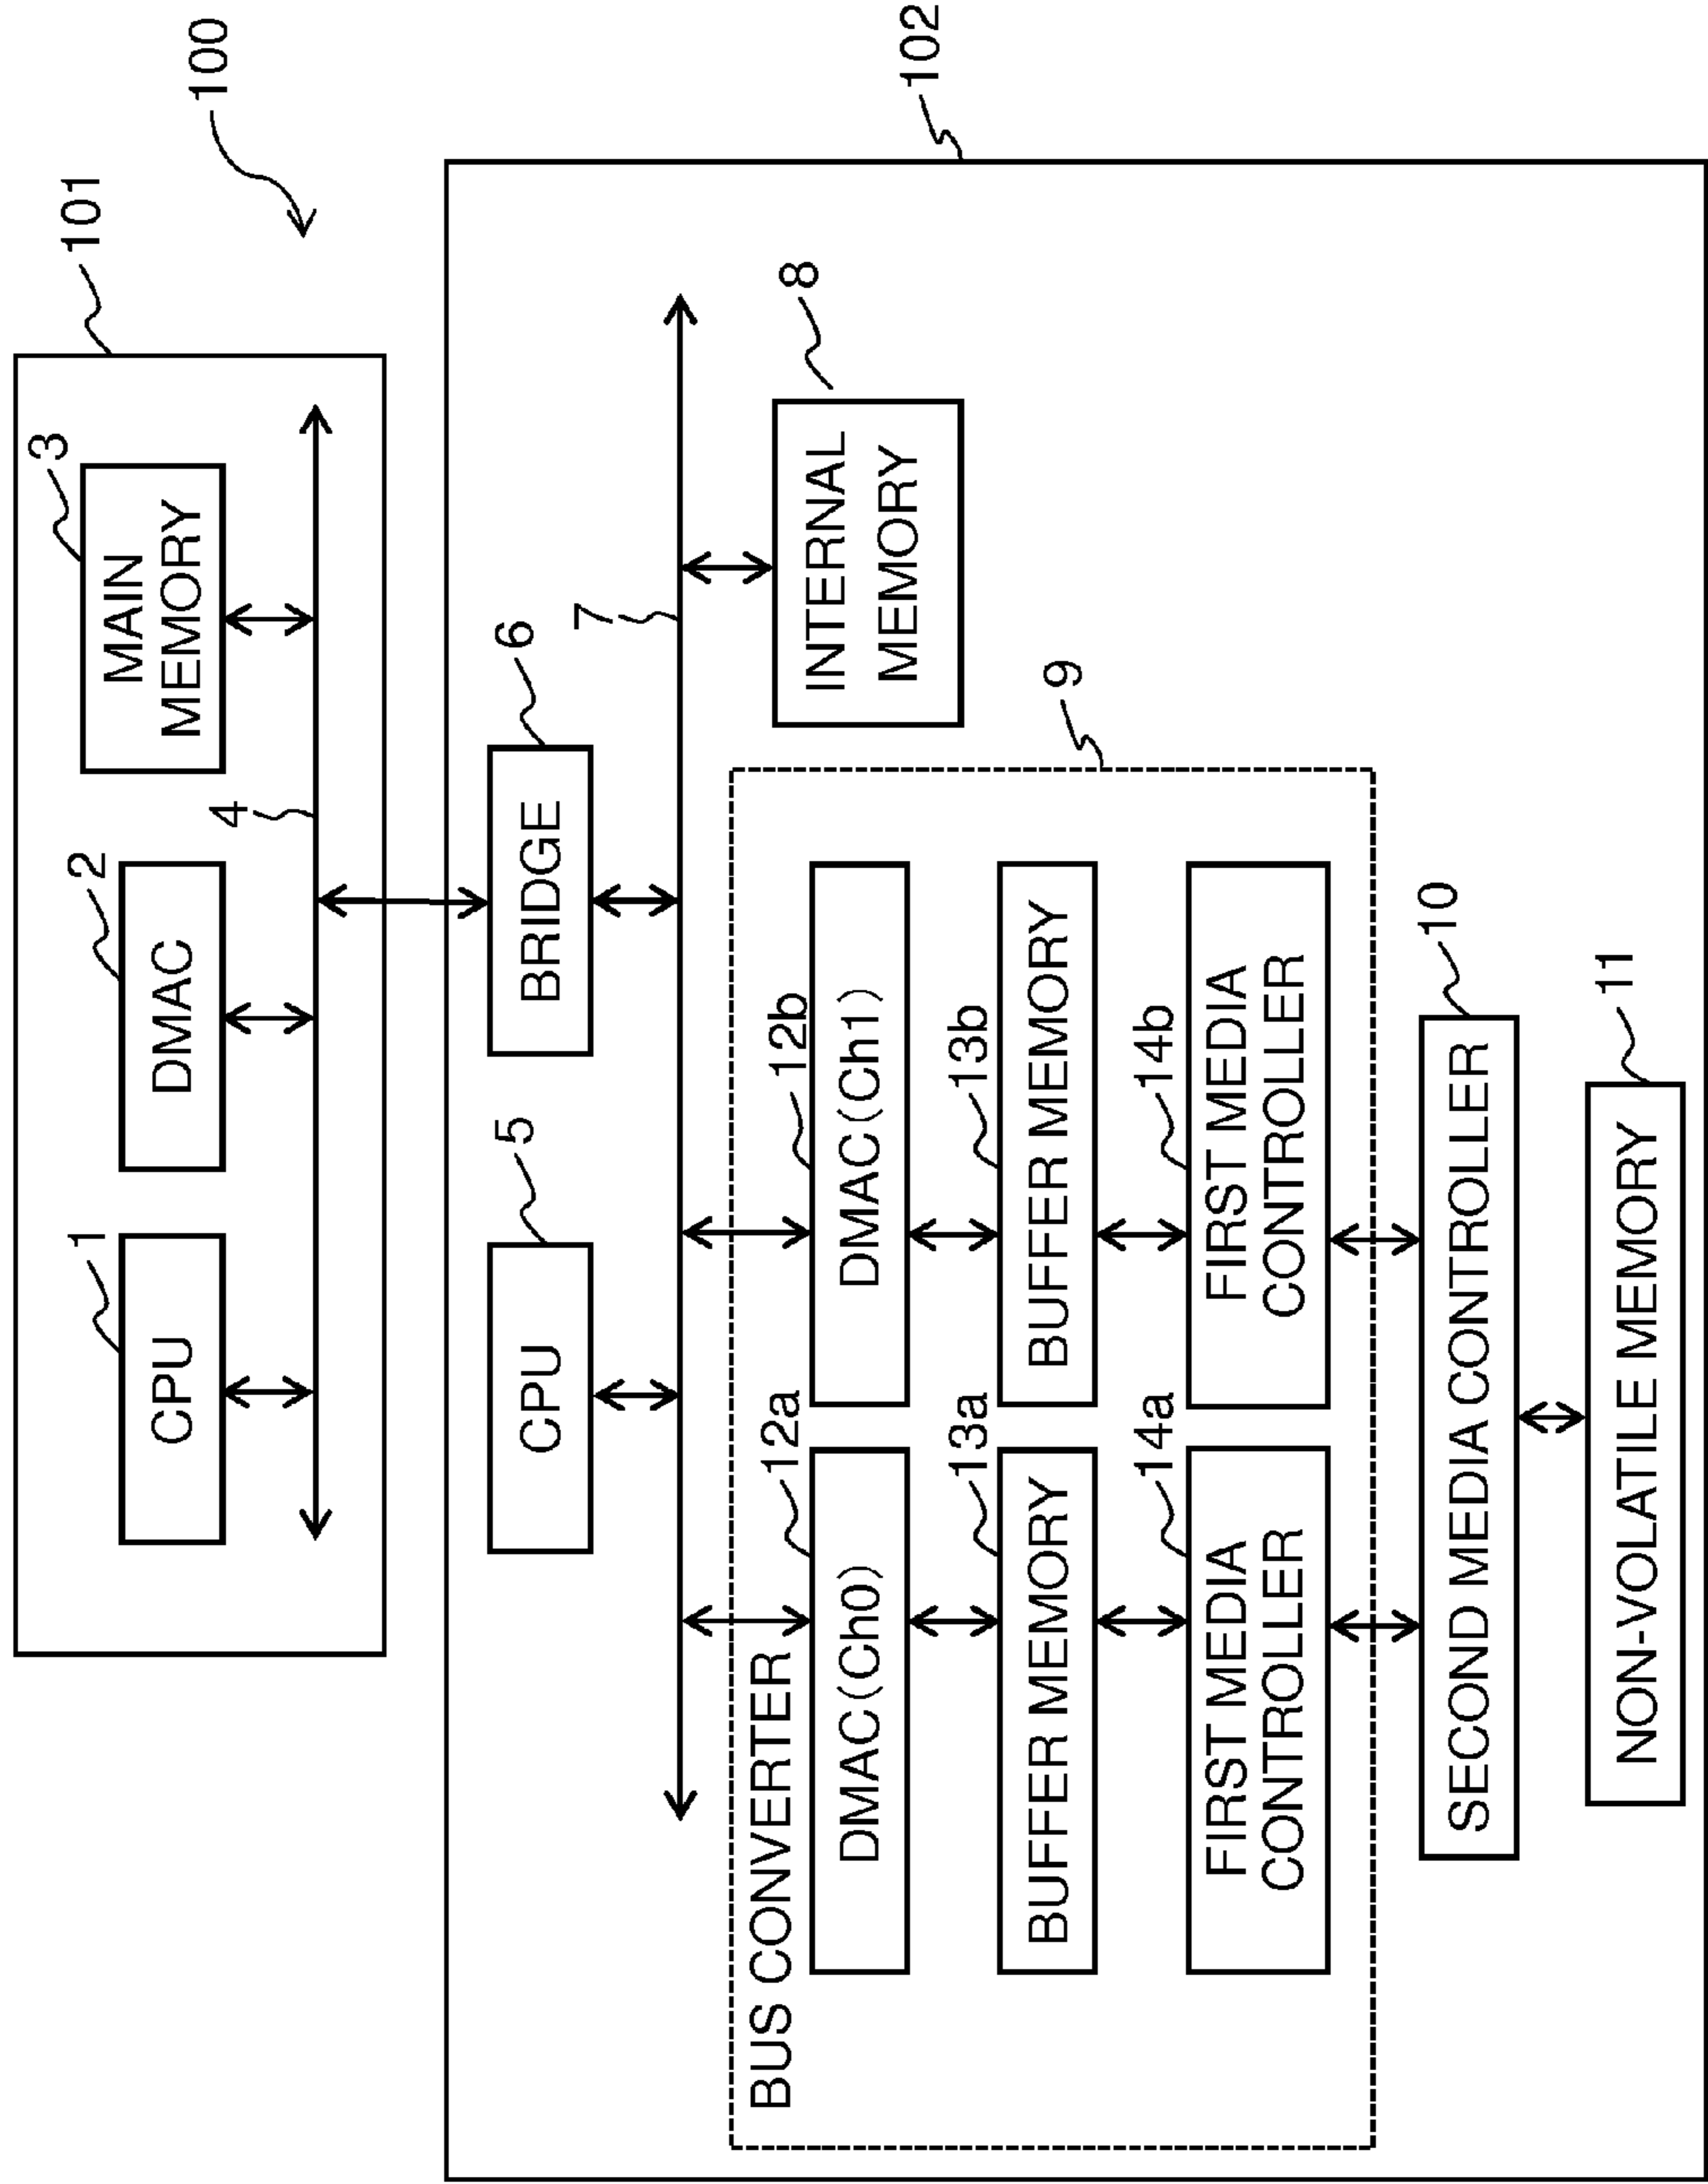 100
101
1
CPU
2
DMAC
3
MAIN
MEMORY
4
102
5
CPU
6
BRIDGE
7
8
INTERNAL
MEMORY
9
BUS CONVERTER
12a
DMAC(Ch0)
12b
DMAC(Ch1)
13a
BUFFER MEMORY
13b
BUFFER MEMORY
14a
FIRST MEDIA
CONTROLLER
14b
FIRST MEDIA
CONTROLLER
10
SECOND MEDIA CONTROLLER
11
NON-VOLATILE MEMORY